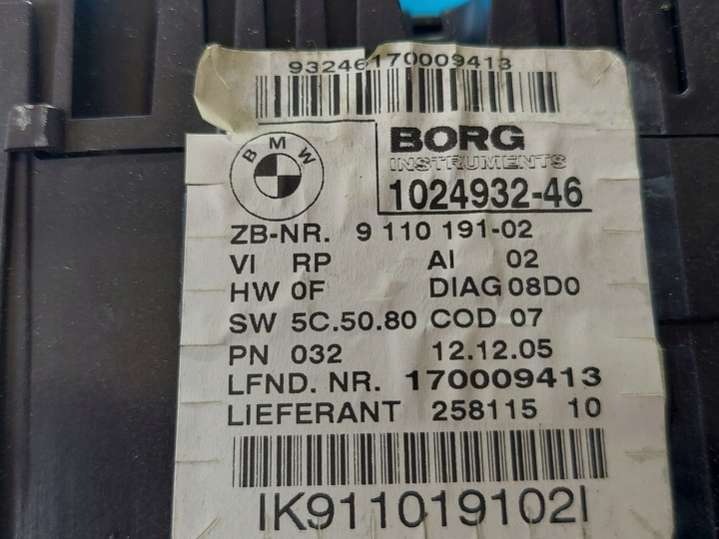 93246170009413
BMW
BORG
INSTRUMENTS
1024932-46
ZB-NR. 9 110 191-02
VI RP AI 02
HW 0F DIAG 08D0
SW 5C.50.80 COD 07
PN 032 12.12.05
LFND. NR. 170009413
LIEFERANT 258115 10
IK911019102I